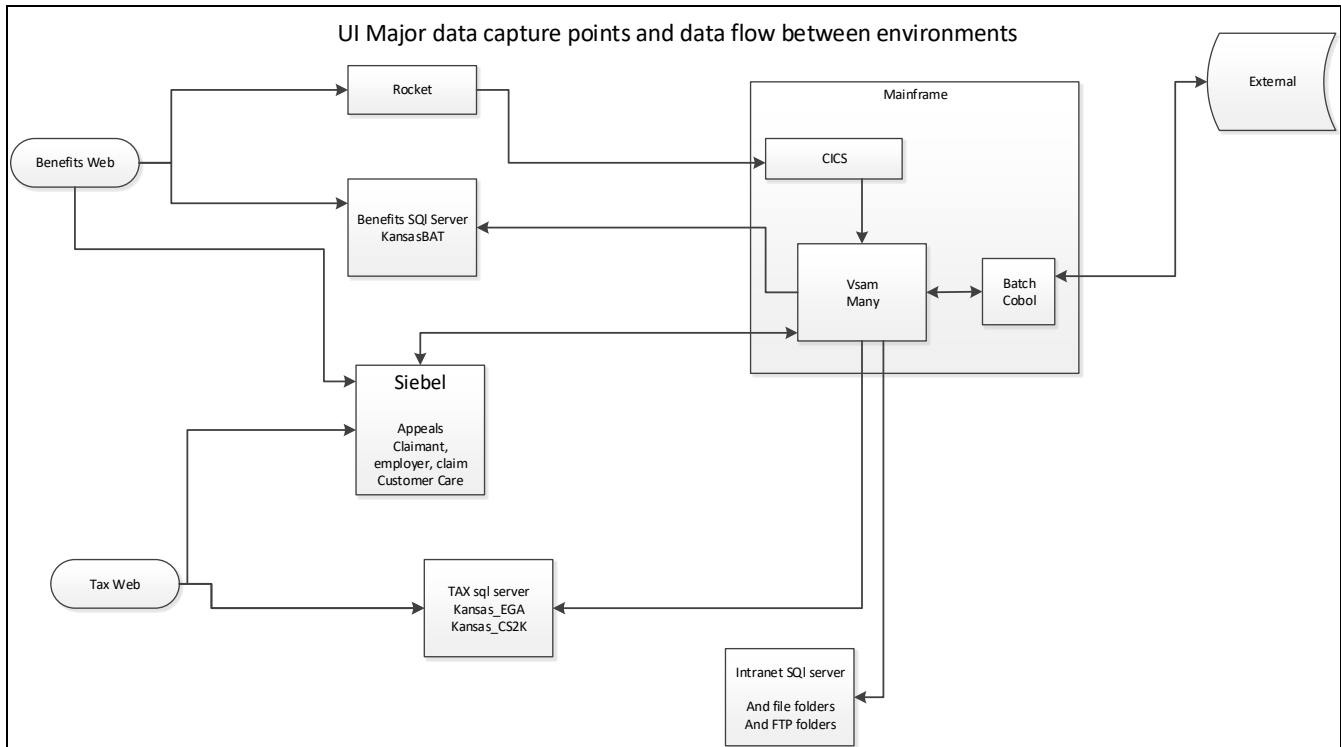 UI Major data capture points and data flow between environments
Rocket
Mainframe
External
Benefits Web
CICS
Benefits SQl Server
KansasBAT
Vsam
Many
Batch
Cobol
Siebel
Appeals
Claimant,
employer, claim
Customer Care
Tax Web
TAX sql server
Kansas_EGA
Kansas_CS2K
Intranet SQl server
And file folders
And FTP folders